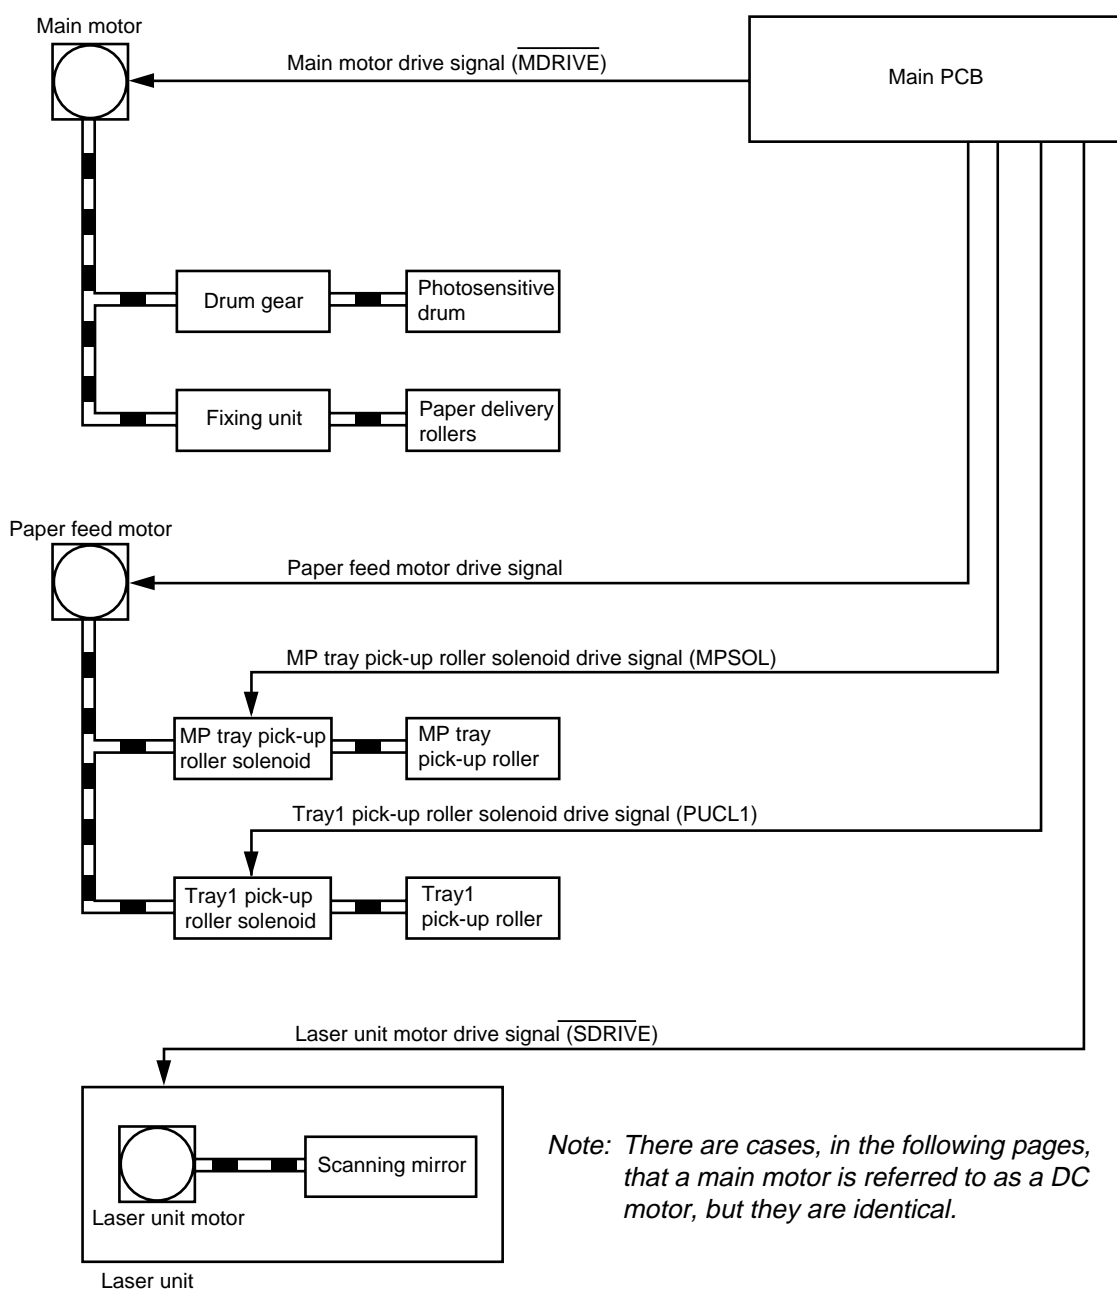 Main motor
Main motor drive signal (MDRIVE)
Main PCB
Drum gear
Photosensitive
drum
Fixing unit
Paper delivery
rollers
Paper feed motor
Paper feed motor drive signal
MP tray pick-up roller solenoid drive signal (MPSOL)
MP tray pick-up
roller solenoid
MP tray
pick-up roller
Tray1 pick-up roller solenoid drive signal (PUCL1)
Tray1 pick-up
roller solenoid
Tray1
pick-up roller
Laser unit motor drive signal (SDRIVE)
Scanning mirror
Laser unit motor
Laser unit
Note: There are cases, in the following pages,
that a main motor is referred to as a DC
motor, but they are identical.